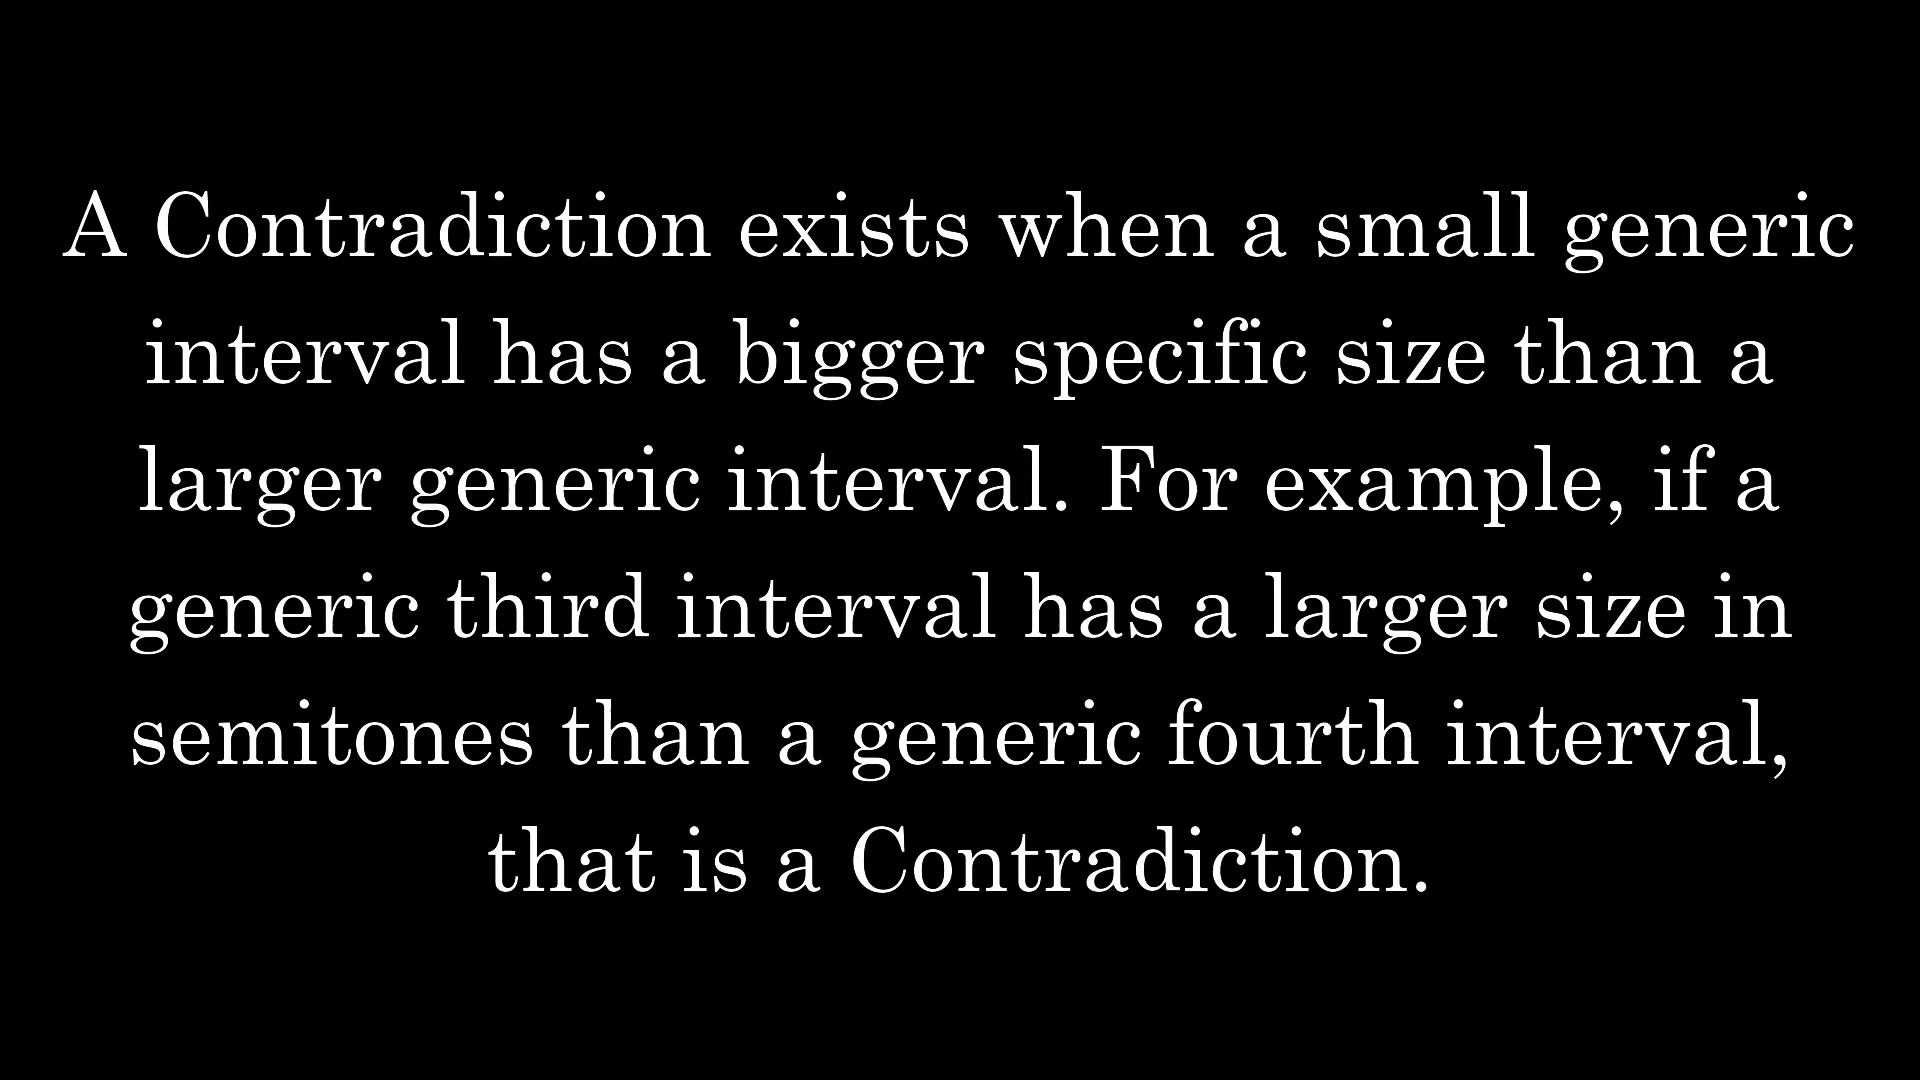 A Contradiction exists when a small generic
interval has a bigger specific size than a
larger generic interval. For example, if a
generic third interval has a larger size in
semitones than a generic fourth interval,
that is a Contradiction.